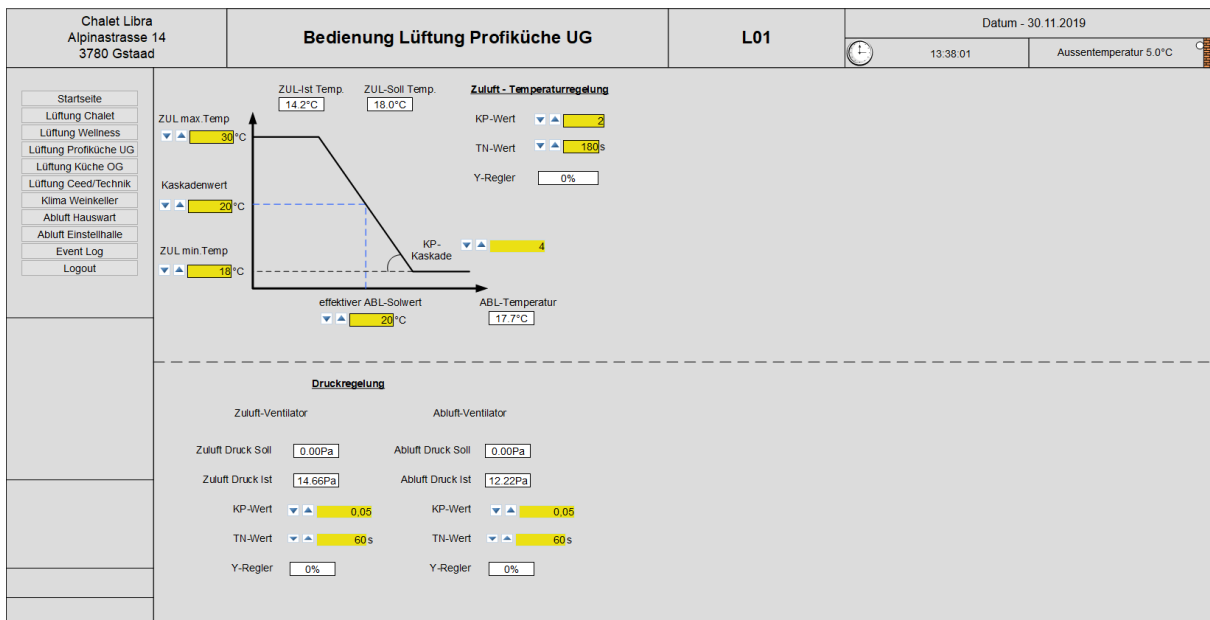 Chalet Libra
Alpinastrasse 14
3780 Gstaad
Bedienung Lüftung Profiküche UG
L01
Datum - 30.11.2019
13:38:01
Aussentemperatur 5.0°C
Startseite
Lüftung Chalet
Lüftung Wellness
Lüftung Profiküche UG
Lüftung Küche OG
Lüftung Ceed/Technik
Klima Weinkeller
Abluft Hauswart
Abluft Einstellhalle
Event Log
Logout
ZUL-Ist Temp.
14.2°C
ZUL-Soll Temp.
18.0°C
ZUL max.Temp
30°C
Kaskadenwert
20°C
ZUL min.Temp
18°C
KP-
Kaskade
4
effektiver ABL-Solwert
20°C
ABL-Temperatur
17.7°C
Zuluft - Temperaturregelung
KP-Wert 2
TN-Wert 180s
Y-Regler 0%
Druckregelung
Zuluft-Ventilator
Zuluft Druck Soll 0.00Pa
Zuluft Druck Ist 14.66Pa
KP-Wert 0,05
TN-Wert 60s
Y-Regler 0%
Abluft-Ventilator
Abluft Druck Soll 0.00Pa
Abluft Druck Ist 12.22Pa
KP-Wert 0,05
TN-Wert 60s
Y-Regler 0%